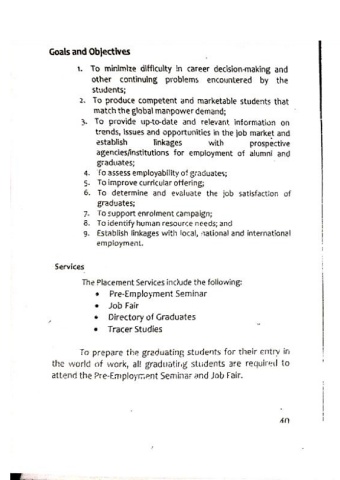 Goals and Objectives
1. To minimize difficulty in career decision-making and
other continuing problems encountered by the
students;
2. To produce competent and marketable students that
match the global manpower demand;
3. To provide up-to-date and relevant information on
trends, issues and opportunities in the job market and
establish linkages with prospective
agencies/institutions for employment of alumni and
graduates;
4. To assess employability of graduates;
5. To improve curricular offering;
6. To determine and evaluate the job satisfaction of
graduates;
7. To support enrolment campaign;
8. To identify human resource needs; and
9. Establish linkages with local, national and international
employment.
Services
The Placement Services include the following:
• Pre-Employment Seminar
• Job Fair
• Directory of Graduates
• Tracer Studies
To prepare the graduating students for their entry in
the world of work, all graduating students are required to
attend the Pre-Employment Seminar and Job Fair.
40